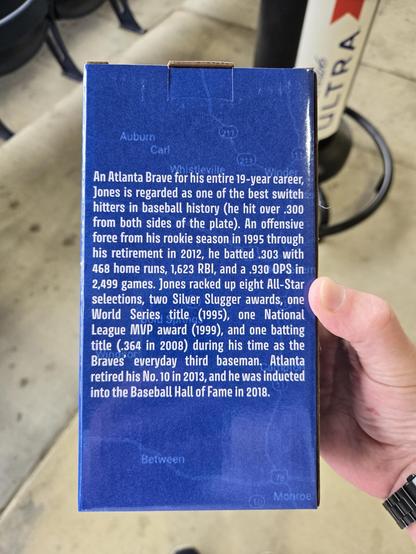 ULTRA
211
Auburn
Carl
211
Whistleville
Winder
An Atlanta Brave for his entire 19-year career,
Jones is regarded as one of the best switch
hitters in baseball history (he hit over .300
from both sides of the plate). An offensive
force from his rookie season in 1995 through
his retirement in 2012, he batted .303 with
468 home runs, 1,623 RBI, and a .930 OPS in
2,499 games. Jones racked up eight All-Star
selections, two Silver Slugger awards, one
World Series title (1995), one National
League MVP award (1999), and one batting
title (.364 in 2008) during his time as the
Braves' everyday third baseman. Atlanta
retired his No. 10 in 2013, and he was inducted
into the Baseball Hall of Fame in 2018.
Between
78
Monroe
10